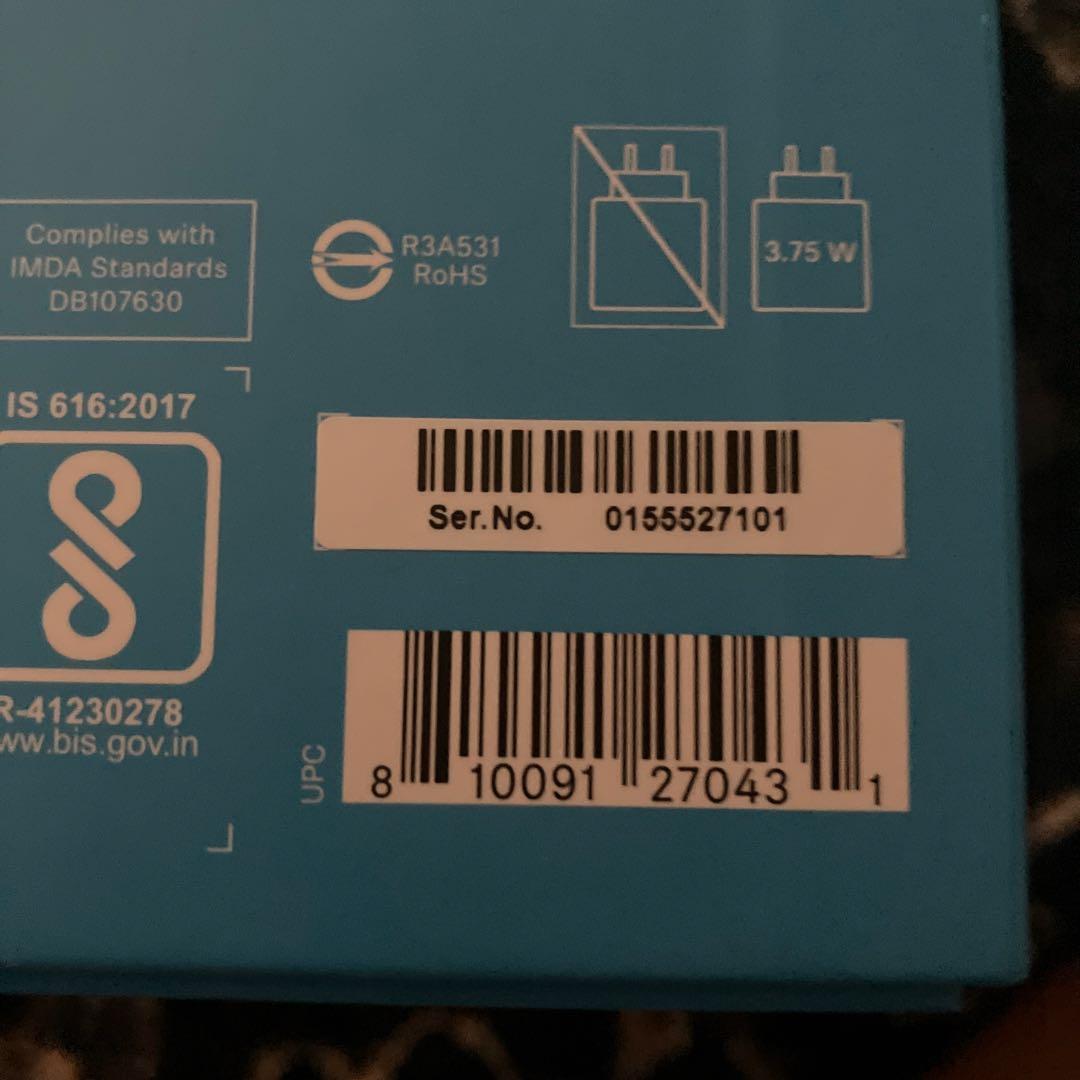 Complies with
IMDA Standards
DB107630
R3A531
RoHS
3.75 W
IS 616:2017
R-41230278
ww.bis.gov.in
Ser.No. 0155527101
UPC
8 10091 27043 1